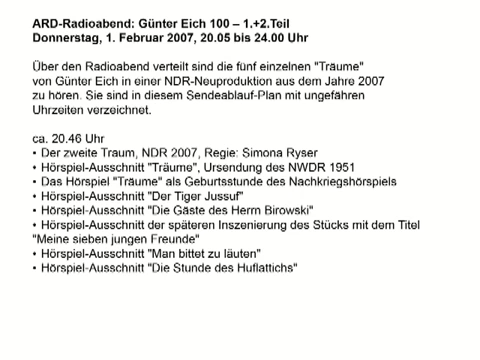 ARD-Radioabend: Günter Eich 100 – 1.+2.Teil
Donnerstag, 1. Februar 2007, 20.05 bis 24.00 Uhr
Über den Radioabend verteilt sind die fünf einzelnen "Träume"
von Günter Eich in einer NDR-Neuproduktion aus dem Jahre 2007
zu hören. Sie sind in diesem Sendeablauf-Plan mit ungefähren
Uhrzeiten verzeichnet.
ca. 20.46 Uhr
• Der zweite Traum, NDR 2007, Regie: Simona Ryser
• Hörspiel-Ausschnitt "Träume", Ursendung des NWDR 1951
• Das Hörspiel "Träume" als Geburtsstunde des Nachkriegshörspiels
• Hörspiel-Ausschnitt "Der Tiger Jussuf"
• Hörspiel-Ausschnitt "Die Gäste des Herrn Birowski"
• Hörspiel-Ausschnitt der späteren Inszenierung des Stücks mit dem Titel
"Meine sieben jungen Freunde"
• Hörspiel-Ausschnitt "Man bittet zu läuten"
• Hörspiel-Ausschnitt "Die Stunde des Huflattichs"